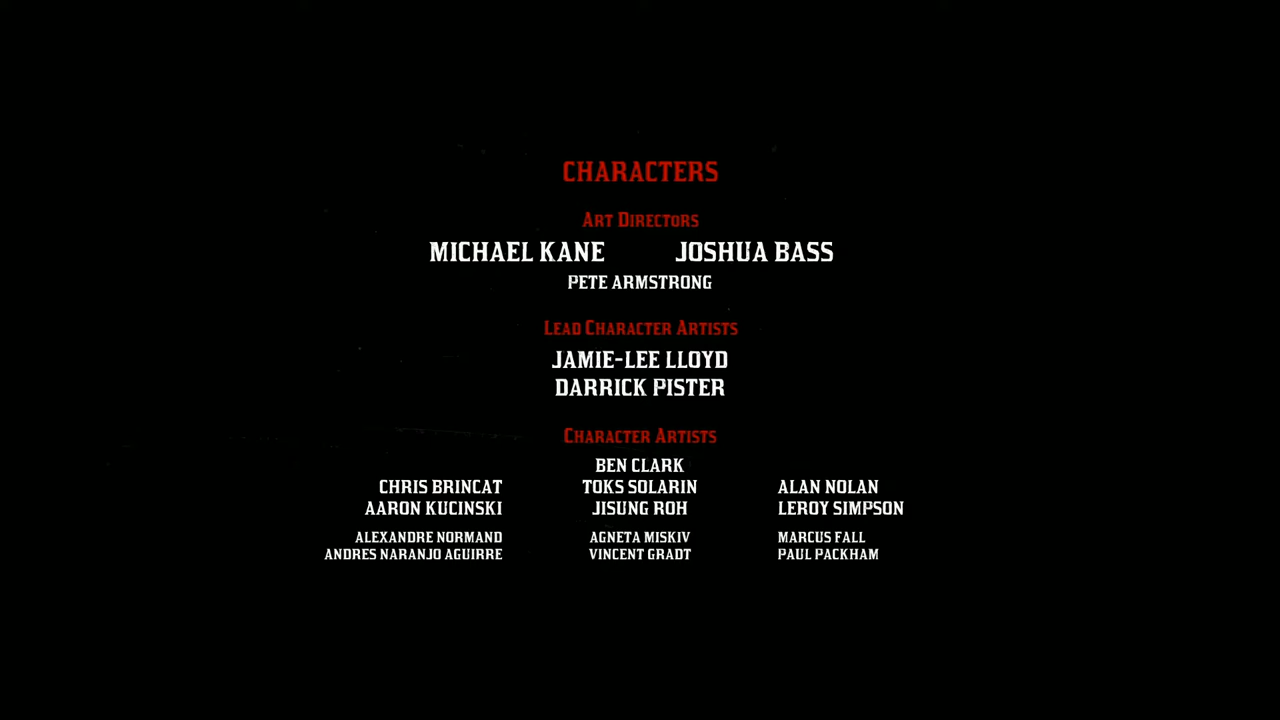 CHARACTERS
ART DIRECTORS
MICHAEL KANE JOSHUA BASS
PETE ARMSTRONG
LEAD CHARACTER ARTISTS
JAMIE-LEE LLOYD
DARRICK PISTER
CHARACTER ARTISTS
BEN CLARK
CHRIS BRINCAT TOKS SOLARIN ALAN NOLAN
AARON KUCINSKI JISUNG ROH LEROY SIMPSON
ALEXANDRE NORMAND AGNETA MISKIV MARCUS FALL
ANDRES NARANJO AGUIRRE VINCENT GRADT PAUL PACKHAM